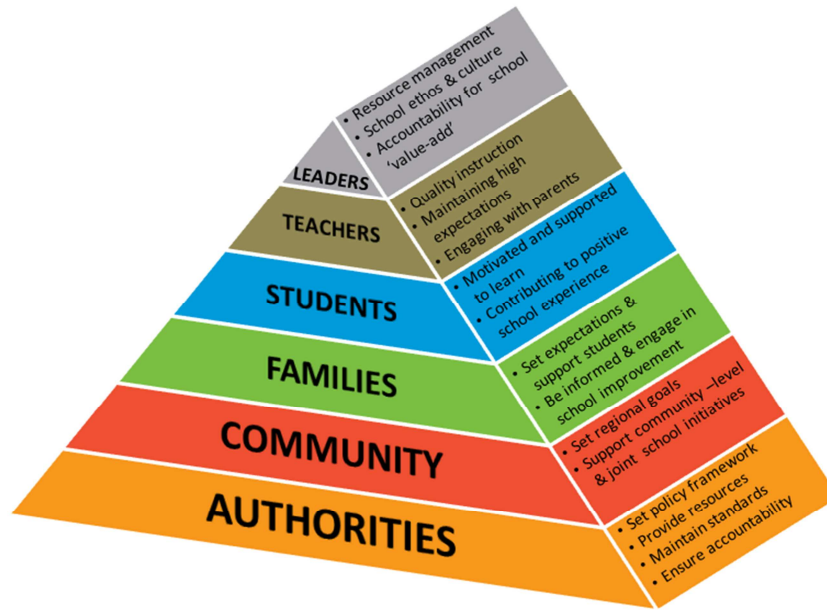 • Resource management
• School ethos & culture
• Accountability for school
'value-add'
LEADERS
• Quality instruction
• Maintaining high
expectations
• Engaging with parents
TEACHERS
• Motivated and supported
to learn
• Contributing to positive
school experience
STUDENTS
• Set expectations &
support students
• Be informed & engage in
school improvement
FAMILIES
• Set regional goals
• Support community –level
& joint school initiatives
COMMUNITY
• Set policy framework
• Provide resources
• Maintain standards
• Ensure accountability
AUTHORITIES